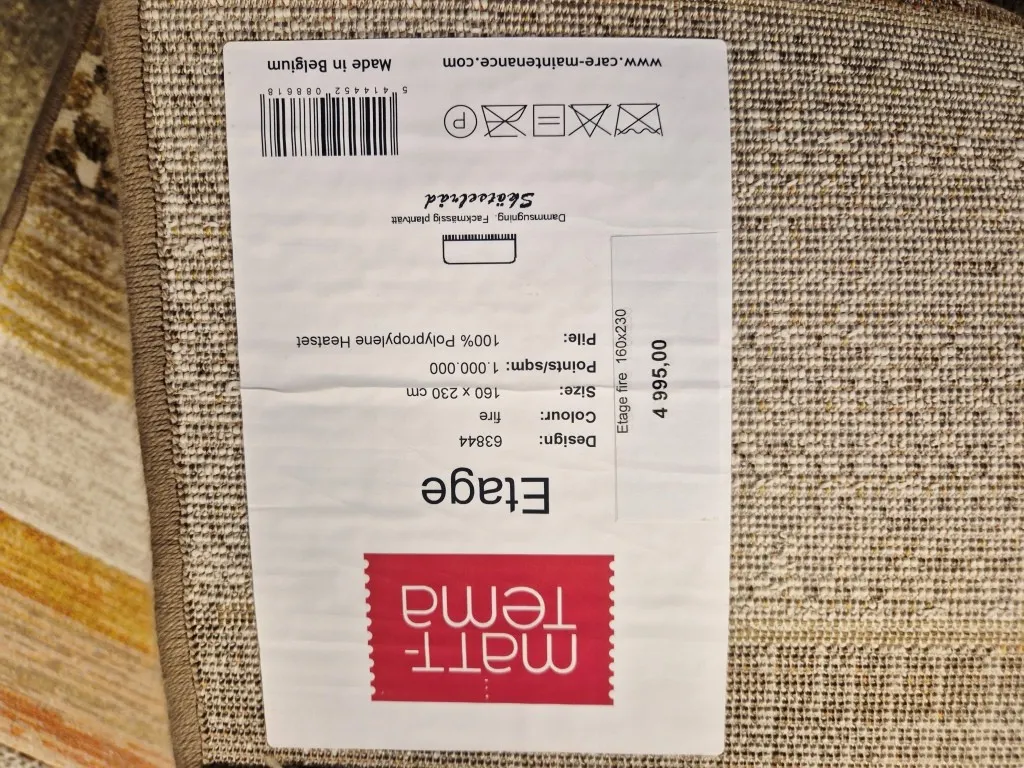 matt-
Tema
Etage
Design: 63844
Colour: fire
Size: 160 x 230 cm
Points/sqm: 1.000.000
Pile: 100% Polypropylene Heatset
Etage fire 160x230
4 995,00
Dammsugning. Fackmässig plantvätt
Skötselråd
P
5 414452 088618
www.care-maintenance.com
Made in Belgium